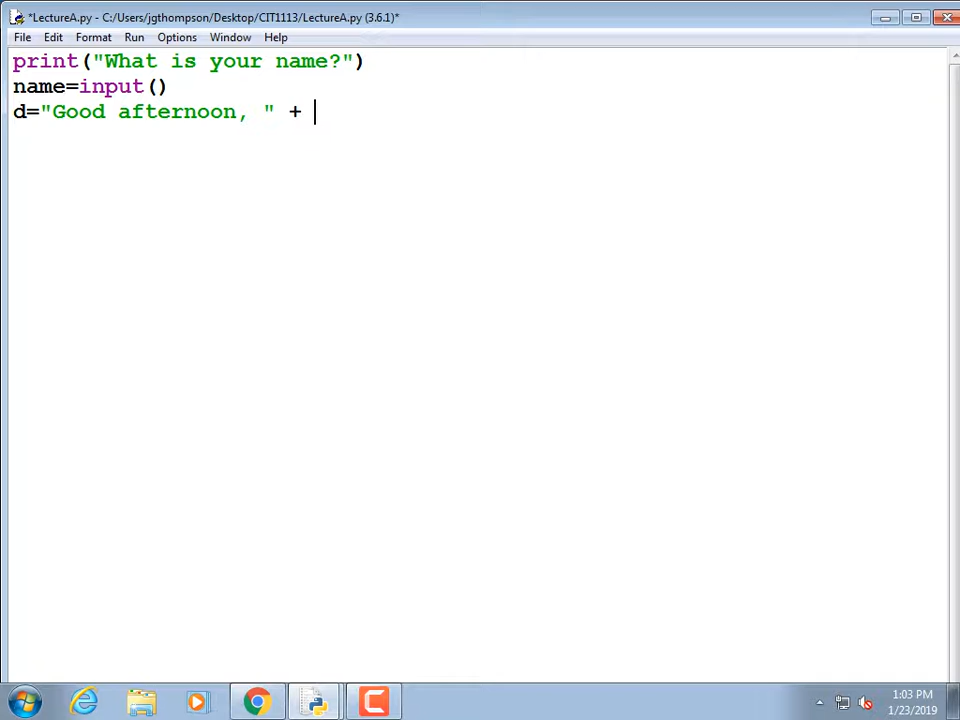 *LectureA.py - C:/Users/jgthompson/Desktop/CIT1113/LectureA.py (3.6.1)*
File Edit Format Run Options Window Help
print("What is your name?")
name=input()
d="Good afternoon, " +
1:03 PM
1/23/2019